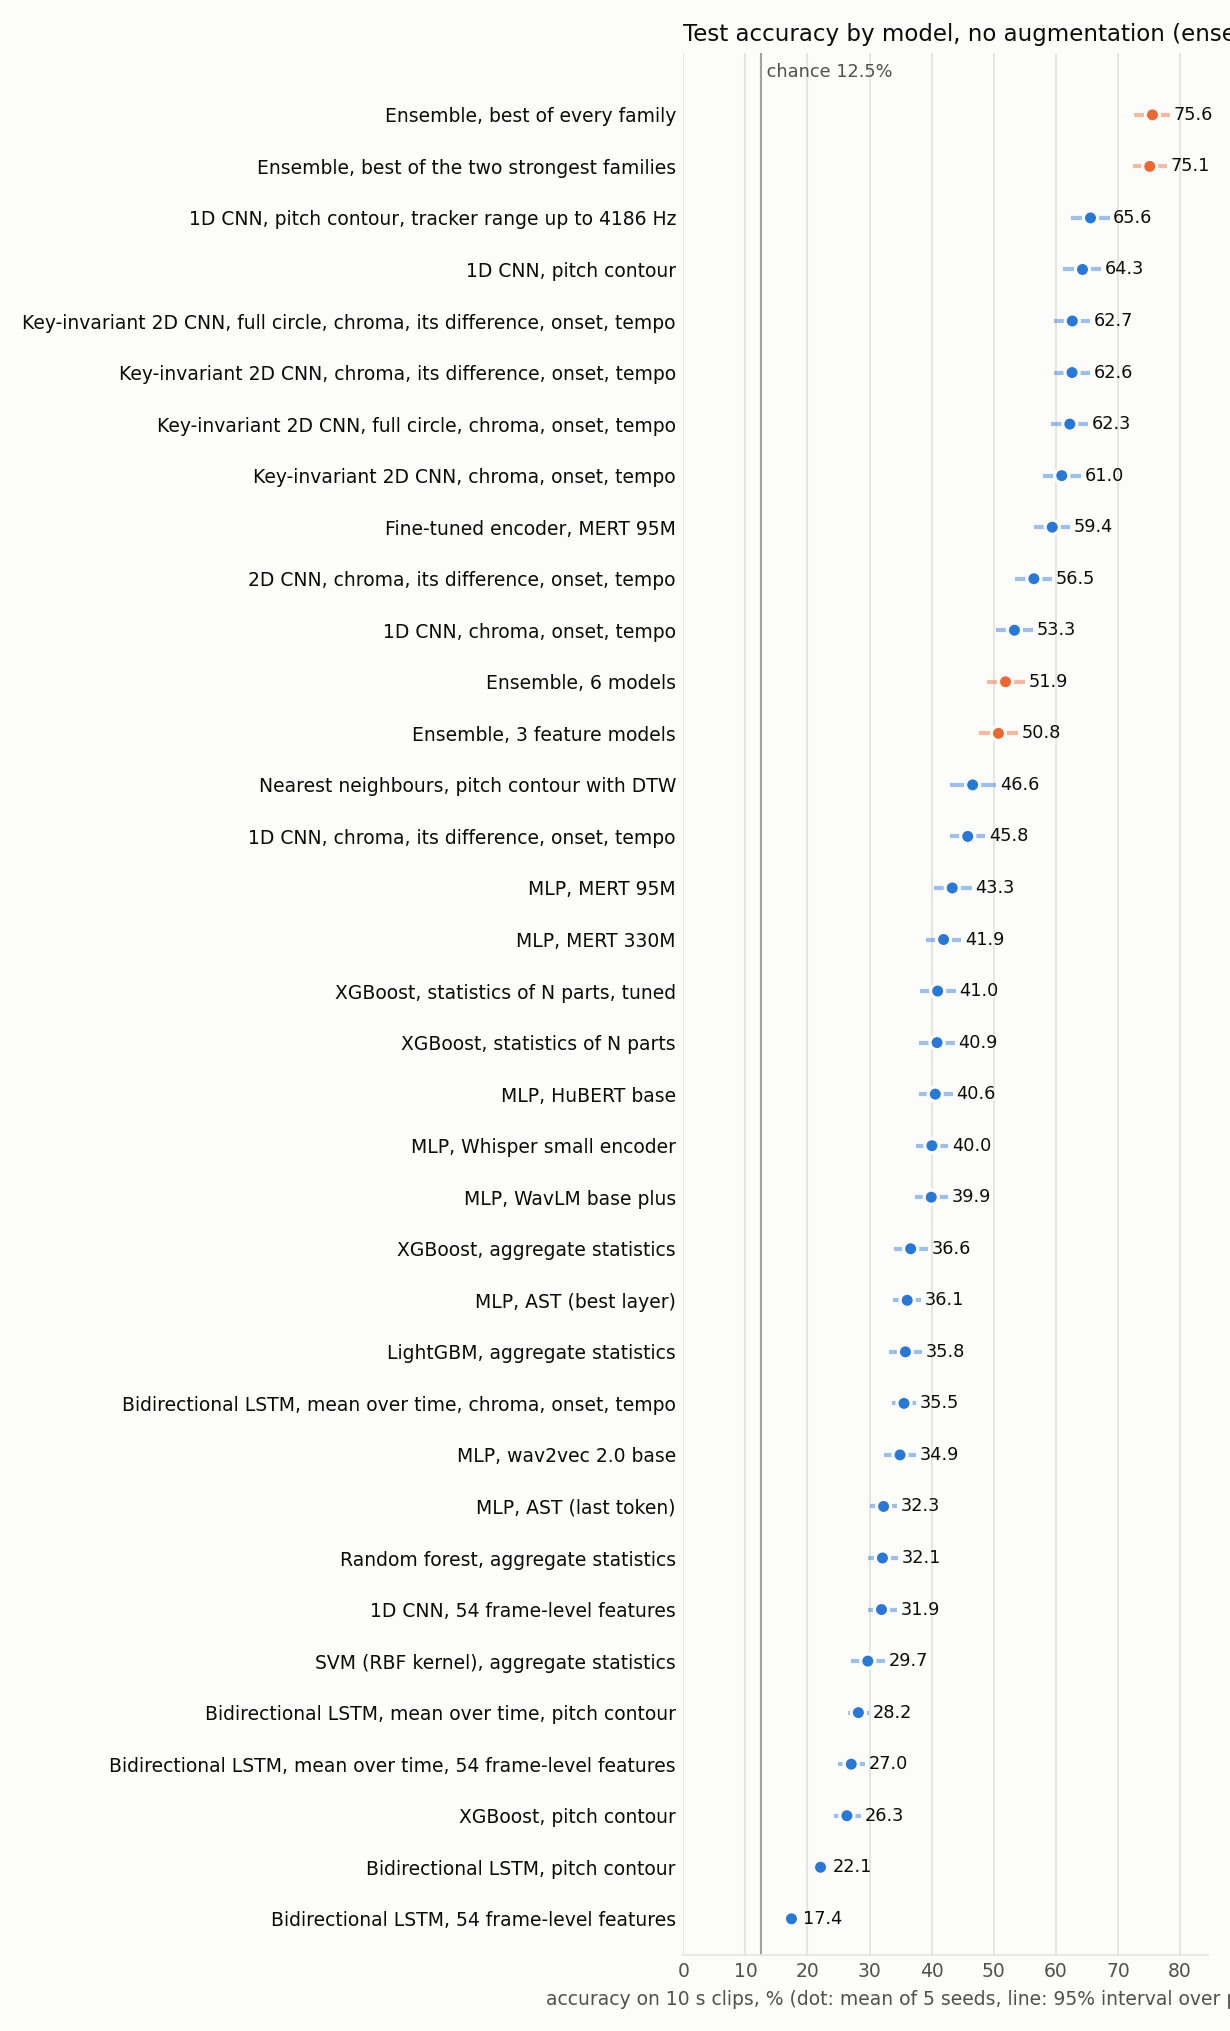 Test accuracy by model, no augmentation (ense
chance 12.5%
Ensemble, best of every family 75.6
Ensemble, best of the two strongest families 75.1
1D CNN, pitch contour, tracker range up to 4186 Hz 65.6
1D CNN, pitch contour 64.3
Key-invariant 2D CNN, full circle, chroma, its difference, onset, tempo 62.7
Key-invariant 2D CNN, chroma, its difference, onset, tempo 62.6
Key-invariant 2D CNN, full circle, chroma, onset, tempo 62.3
Key-invariant 2D CNN, chroma, onset, tempo 61.0
Fine-tuned encoder, MERT 95M 59.4
2D CNN, chroma, its difference, onset, tempo 56.5
1D CNN, chroma, onset, tempo 53.3
Ensemble, 6 models 51.9
Ensemble, 3 feature models 50.8
Nearest neighbours, pitch contour with DTW 46.6
1D CNN, chroma, its difference, onset, tempo 45.8
MLP, MERT 95M 43.3
MLP, MERT 330M 41.9
XGBoost, statistics of N parts, tuned 41.0
XGBoost, statistics of N parts 40.9
MLP, HuBERT base 40.6
MLP, Whisper small encoder 40.0
MLP, WavLM base plus 39.9
XGBoost, aggregate statistics 36.6
MLP, AST (best layer) 36.1
LightGBM, aggregate statistics 35.8
Bidirectional LSTM, mean over time, chroma, onset, tempo 35.5
MLP, wav2vec 2.0 base 34.9
MLP, AST (last token) 32.3
Random forest, aggregate statistics 32.1
1D CNN, 54 frame-level features 31.9
SVM (RBF kernel), aggregate statistics 29.7
Bidirectional LSTM, mean over time, pitch contour 28.2
Bidirectional LSTM, mean over time, 54 frame-level features 27.0
XGBoost, pitch contour 26.3
Bidirectional LSTM, pitch contour 22.1
Bidirectional LSTM, 54 frame-level features 17.4
0 10 20 30 40 50 60 70 80
accuracy on 10 s clips, % (dot: mean of 5 seeds, line: 95% interval over